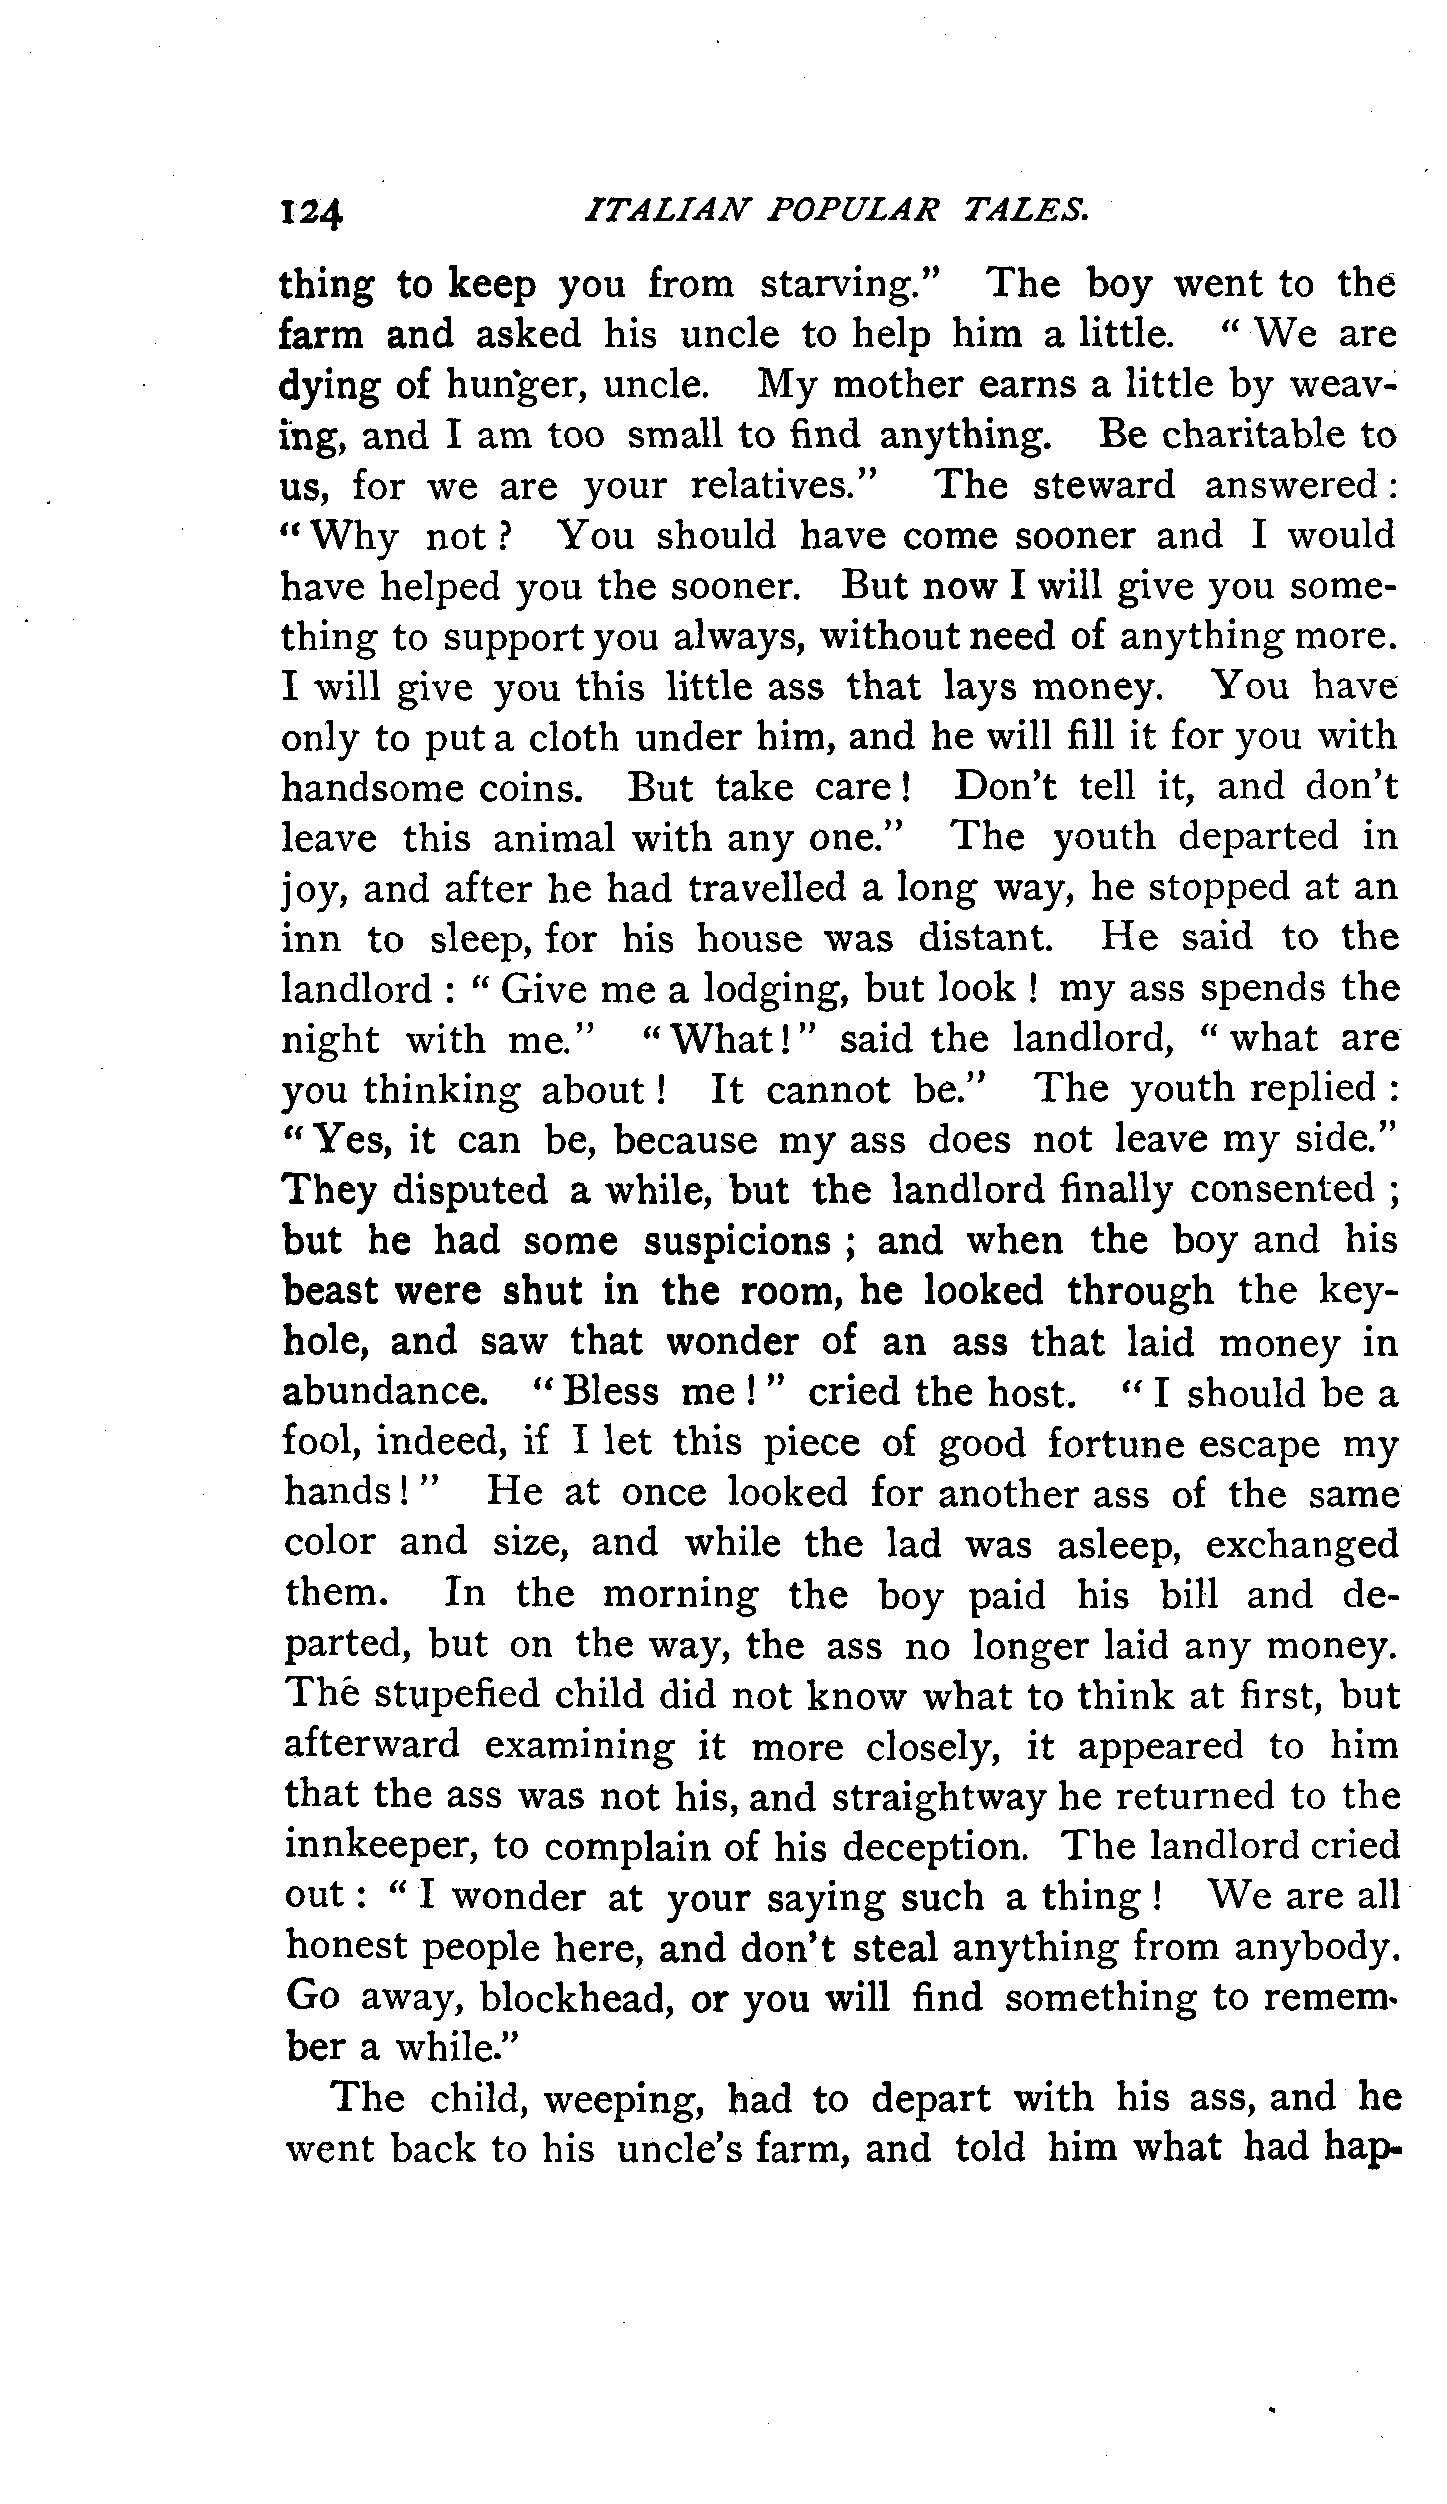 124 ITALIAN POPULAR TALES.
thing to keep you from starving." The boy went to the
farm and asked his uncle to help him a little. "We are
dying of hunger, uncle. My mother earns a little by weav-
ing, and I am too small to find anything. Be charitable to
us, for we are your relatives." The steward answered :
"Why not ? You should have come sooner and I would
have helped you the sooner. But now I will give you some-
thing to support you always, without need of anything more.
I will give you this little ass that lays money. You have
only to put a cloth under him, and he will fill it for you with
handsome coins. But take care ! Don't tell it, and don't
leave this animal with any one." The youth departed in
joy, and after he had travelled a long way, he stopped at an
inn to sleep, for his house was distant. He said to the
landlord : "Give me a lodging, but look ! my ass spends the
night with me." "What!" said the landlord, "what are
you thinking about ! It cannot be." The youth replied :
"Yes, it can be, because my ass does not leave my side."
They disputed a while, but the landlord finally consented ;
but he had some suspicions ; and when the boy and his
beast were shut in the room, he looked through the key-
hole, and saw that wonder of an ass that laid money in
abundance. "Bless me !" cried the host. "I should be a
fool, indeed, if I let this piece of good fortune escape my
hands!" He at once looked for another ass of the same
color and size, and while the lad was asleep, exchanged
them. In the morning the boy paid his bill and de-
parted, but on the way, the ass no longer laid any money.
The stupefied child did not know what to think at first, but
afterward examining it more closely, it appeared to him
that the ass was not his, and straightway he returned to the
innkeeper, to complain of his deception. The landlord cried
out : "I wonder at your saying such a thing ! We are all
honest people here, and don't steal anything from anybody.
Go away, blockhead, or you will find something to remem-
ber a while."
The child, weeping, had to depart with his ass, and he
went back to his uncle's farm, and told him what had hap-